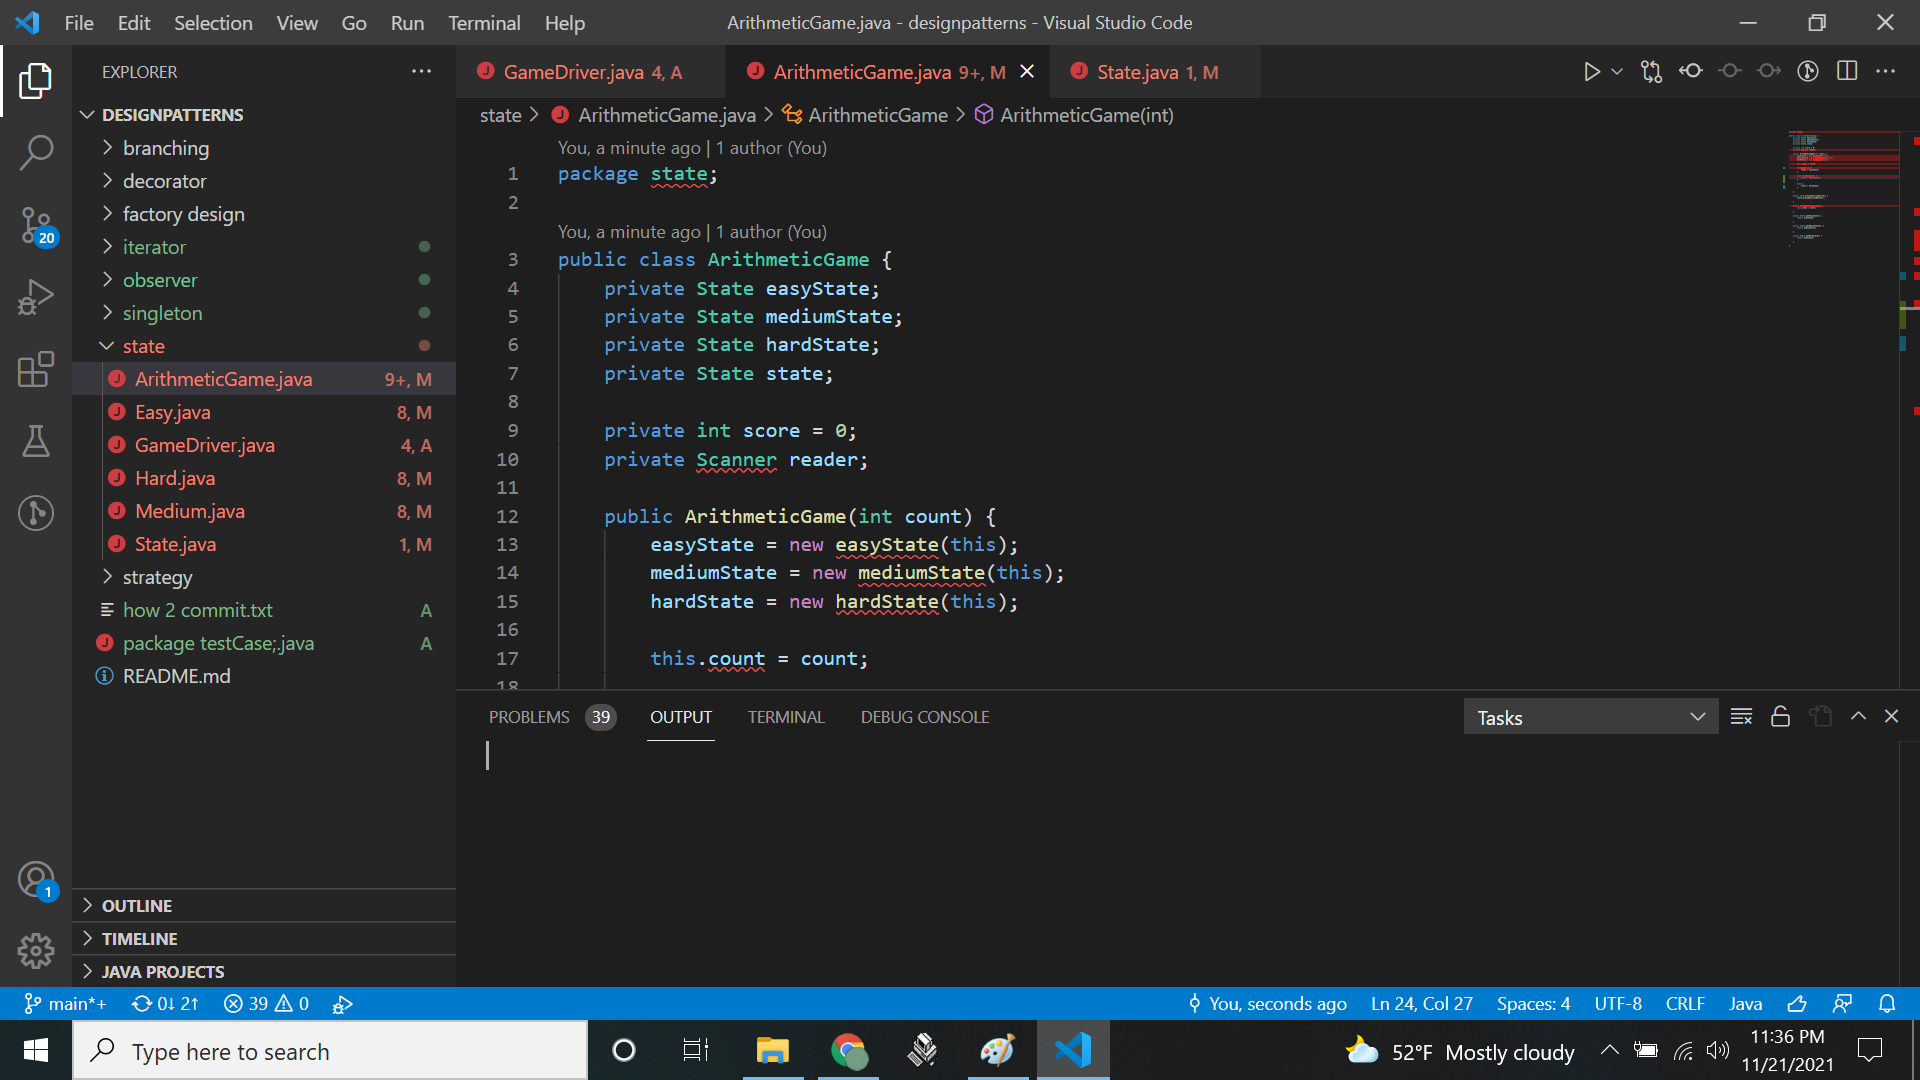 File Edit Selection View Go Run Terminal Help
ArithmeticGame.java - designpatterns - Visual Studio Code
EXPLORER
DESIGNPATTERNS
branching
decorator
factory design
iterator
observer
singleton
state
ArithmeticGame.java 9+, M
Easy.java 8, M
GameDriver.java 4, A
Hard.java 8, M
Medium.java 8, M
State.java 1, M
strategy
how 2 commit.txt A
package testCase;.java A
README.md
OUTLINE
TIMELINE
JAVA PROJECTS
20
1
GameDriver.java 4, A
ArithmeticGame.java 9+, M
State.java 1, M
state > ArithmeticGame.java > ArithmeticGame > ArithmeticGame(int)
You, a minute ago | 1 author (You)
1 package state;
2
You, a minute ago | 1 author (You)
3 public class ArithmeticGame {
4 private State easyState;
5 private State mediumState;
6 private State hardState;
7 private State state;
8
9 private int score = 0;
10 private Scanner reader;
11
12 public ArithmeticGame(int count) {
13 easyState = new easyState(this);
14 mediumState = new mediumState(this);
15 hardState = new hardState(this);
16
17 this.count = count;
18
PROBLEMS 39 OUTPUT TERMINAL DEBUG CONSOLE
Tasks
main*+ 0↓ 2↑ 39 0
You, seconds ago Ln 24, Col 27 Spaces: 4 UTF-8 CRLF Java
Type here to search
52°F Mostly cloudy
11:36 PM
11/21/2021